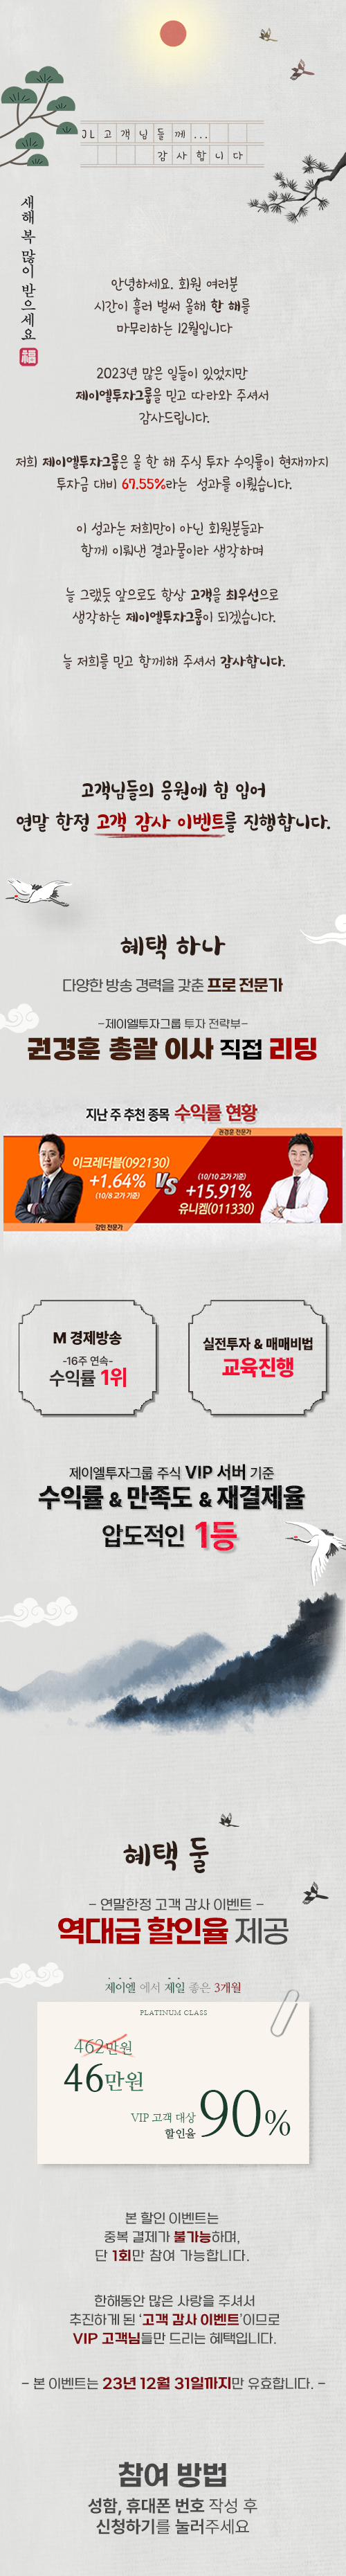 JL 고객님들께...
감사합니다
새해 복 많이 받으세요
안녕하세요. 회원 여러분
시간이 흘러 벌써 올해 한 해를
마무리하는 12월입니다
2023년 많은 일들이 있었지만
제이엘투자그룹을 믿고 따라와 주셔서
감사드립니다.
저희 제이엘투자그룹은 올 한 해 주식 투자 수익률이 현재까지
투자금 대비 67.55%라는 성과를 이뤘습니다.
이 성과는 저희만이 아닌 회원분들과
함께 이뤄낸 결과물이라 생각하며
늘 그랬듯 앞으로도 항상 고객을 최우선으로
생각하는 제이엘투자그룹이 되겠습니다.
늘 저희를 믿고 함께해 주셔서 감사합니다.
고객님들의 응원에 힘 입어
연말 한정 고객 감사 이벤트를 진행합니다.
혜택 하나
다양한 방송 경력을 갖춘 프로 전문가
-제이엘투자그룹 투자 전략부-
권경훈 총괄 이사 직접 리딩
지난 주 추천 종목 수익률 현황
권경훈 전문가
이크레더블(092130)
+1.64%
(10/8 고가 기준)
VS
(10/10 고가 기준)
+15.91%
유니켐(011330)
강민 전문가
M 경제방송
-16주 연속-
수익률 1위
실전투자 & 매매비법
교육진행
제이엘투자그룹 주식 VIP 서버 기준
수익률 & 만족도 & 재결제율
압도적인 1등
혜택 둘
- 연말한정 고객 감사 이벤트 -
역대급 할인율 제공
제이엘 에서 제일 좋은 3개월
PLATINUM CLASS
462만원
46만원
VIP 고객 대상
할인율
90%
본 할인 이벤트는
중복 결제가 불가능하며,
단 1회만 참여 가능합니다.
한해동안 많은 사랑을 주셔서
추진하게 된 '고객 감사 이벤트'이므로
VIP 고객님들만 드리는 혜택입니다.
- 본 이벤트는 23년 12월 31일까지만 유효합니다. -
참여 방법
성함, 휴대폰 번호 작성 후
신청하기를 눌러주세요